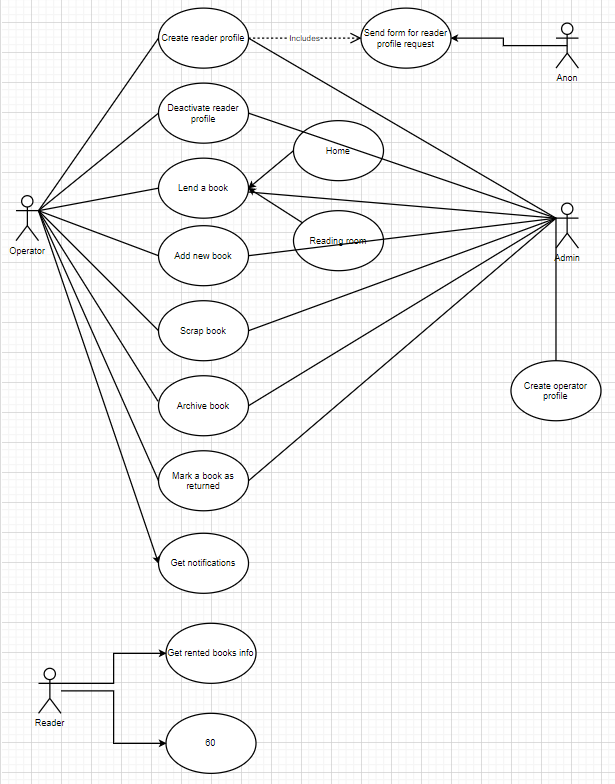 Create reader profile
Includes
Send form for reader
profile request
Anon
Deactivate reader
profile
Home
Lend a book
Operator
Reading room
Admin
Add new book
Scrap book
Create operator
profile
Archive book
Mark a book as
returned
Get notifications
Get rented books info
Reader
60